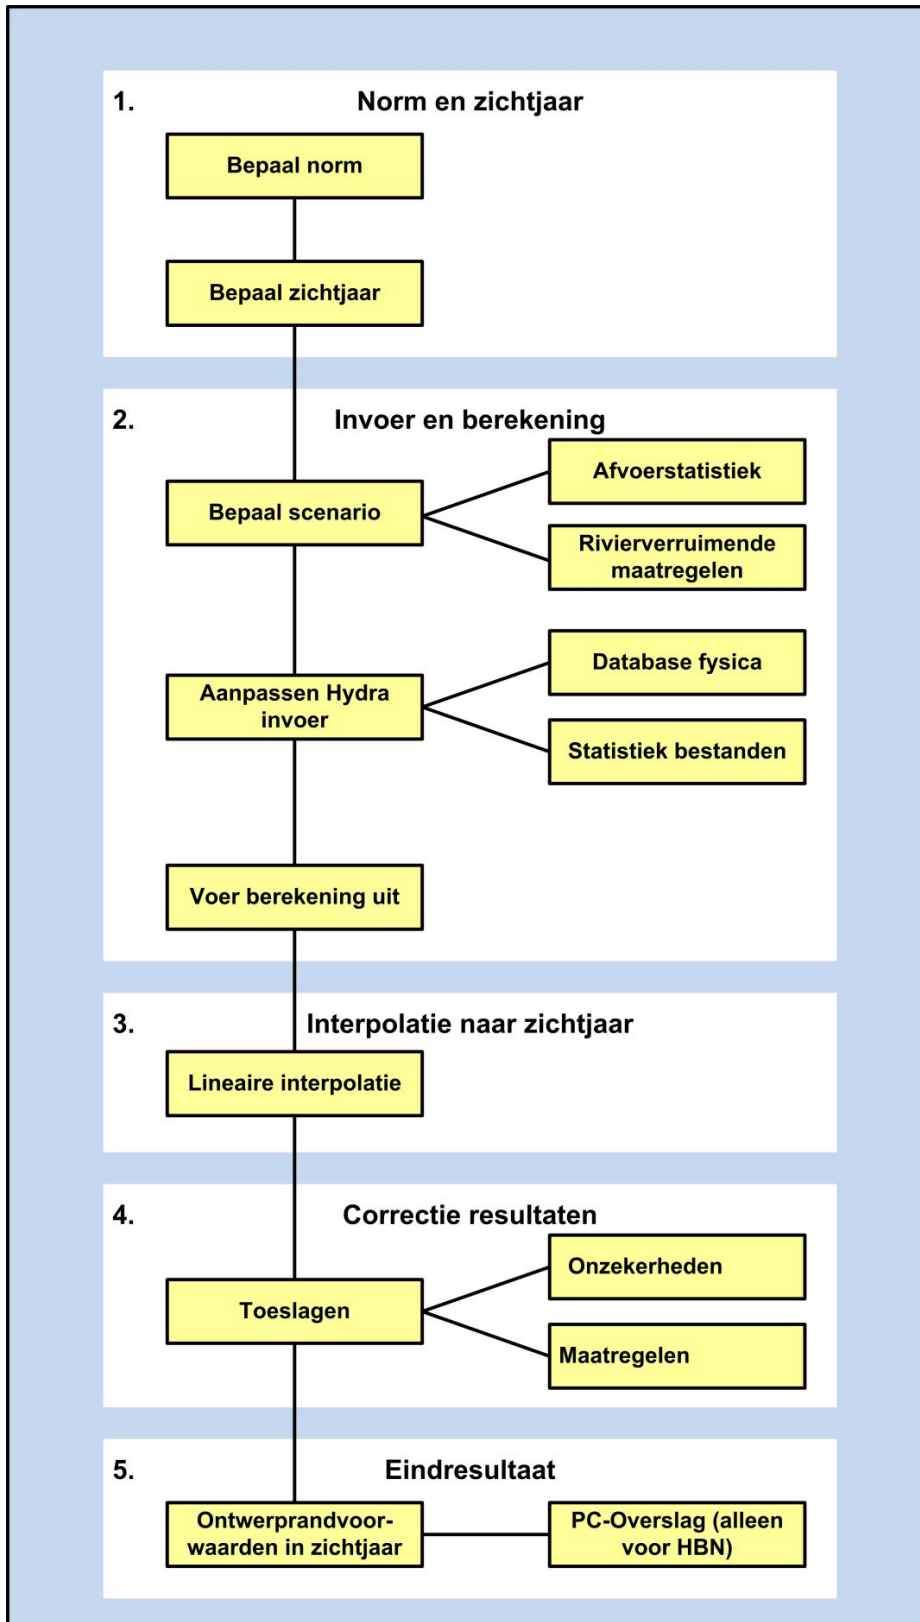 1.
Norm en zichtjaar
Bepaal norm
Bepaal zichtjaar
2.
Invoer en berekening
Bepaal scenario
Afvoerstatistiek
Rivierverruimende
maatregelen
Aanpassen Hydra
invoer
Database fysica
Statistiek bestanden
Voer berekening uit
3.
Interpolatie naar zichtjaar
Lineaire interpolatie
4.
Correctie resultaten
Toeslagen
Onzekerheden
Maatregelen
5.
Eindresultaat
Ontwerprandvoor-
waarden in zichtjaar
PC-Overslag (alleen
voor HBN)